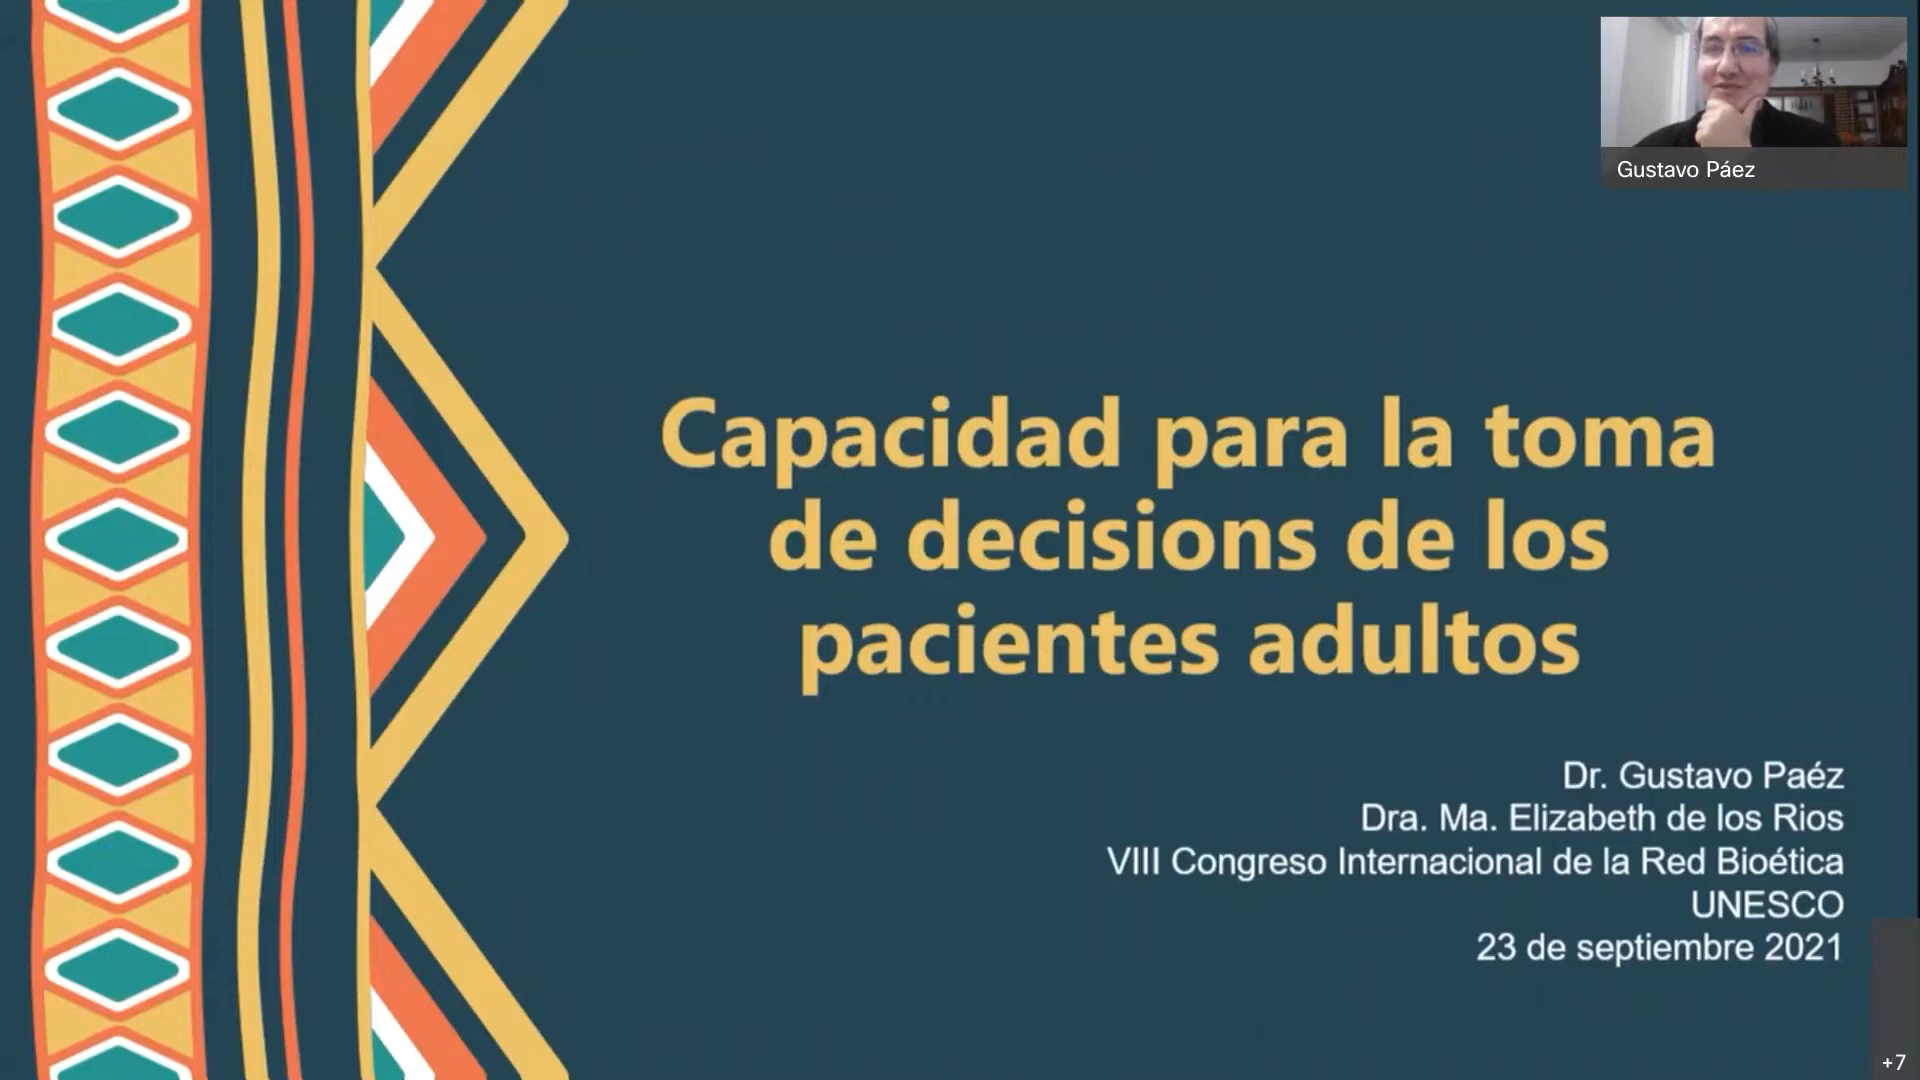 Gustavo Páez
Capacidad para la toma
de decisions de los
pacientes adultos
Dr. Gustavo Paéz
Dra. Ma. Elizabeth de los Rios
VIII Congreso Internacional de la Red Bioética
UNESCO
23 de septiembre 2021
+7